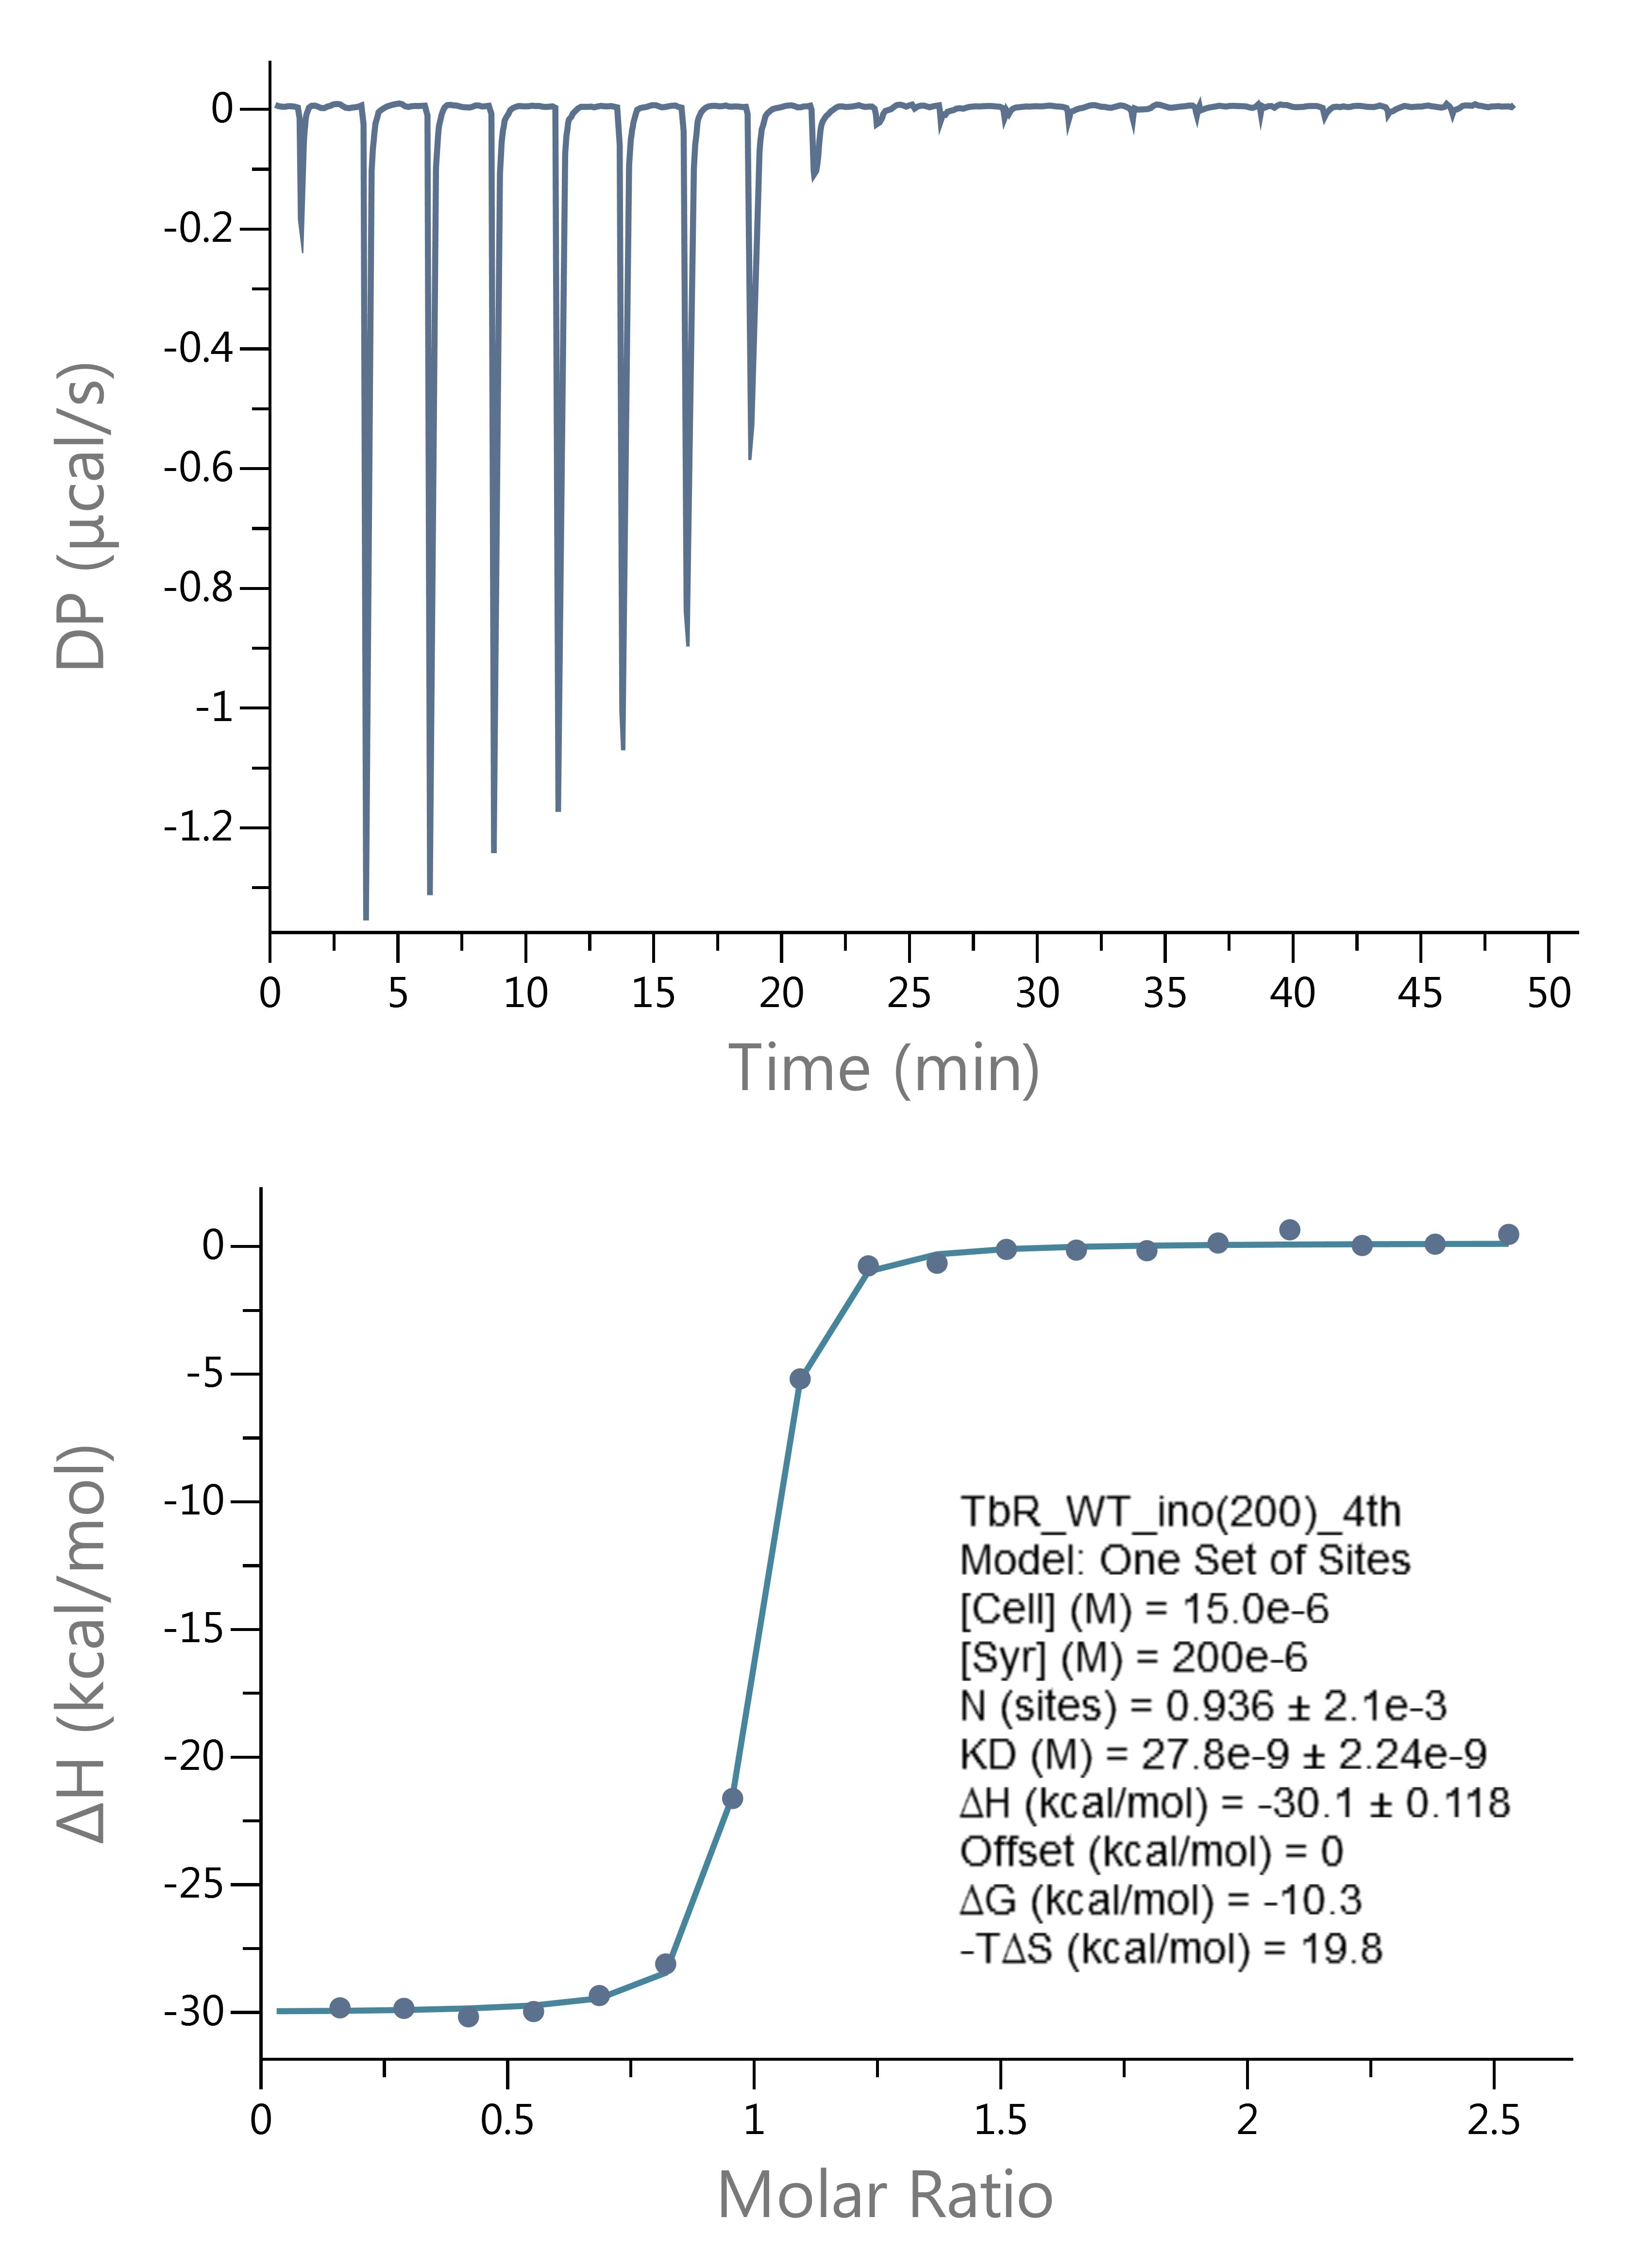 0
-0.2
-0.4
-0.6
-0.8
-1
-1.2
DP (µcal/s)
0 5 10 15 20 25 30 35 40 45 50
Time (min)
0
-5
-10
-15
-20
-25
-30
ΔH (kcal/mol)
TbR_WT_ino(200)_4th
Model: One Set of Sites
[Cell] (M) = 15.0e-6
[Syr] (M) = 200e-6
N (sites) = 0.936 ± 2.1e-3
KD (M) = 27.8e-9 ± 2.24e-9
ΔH (kcal/mol) = -30.1 ± 0.118
Offset (kcal/mol) = 0
ΔG (kcal/mol) = -10.3
-TΔS (kcal/mol) = 19.8
0 0.5 1 1.5 2 2.5
Molar Ratio